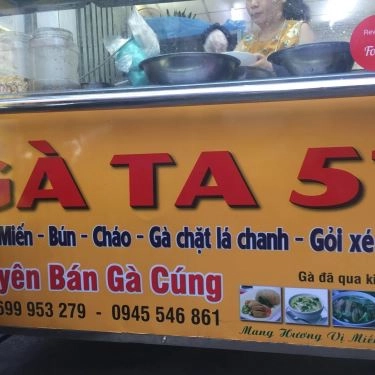 GÀ TA 5
Miến - Bún - Cháo - Gà chặt lá chanh - Gỏi xé
yên Bán Gà Cúng
Gà đã qua ki
699 953 279 - 0945 546 861
Mang Hương Vị Miề